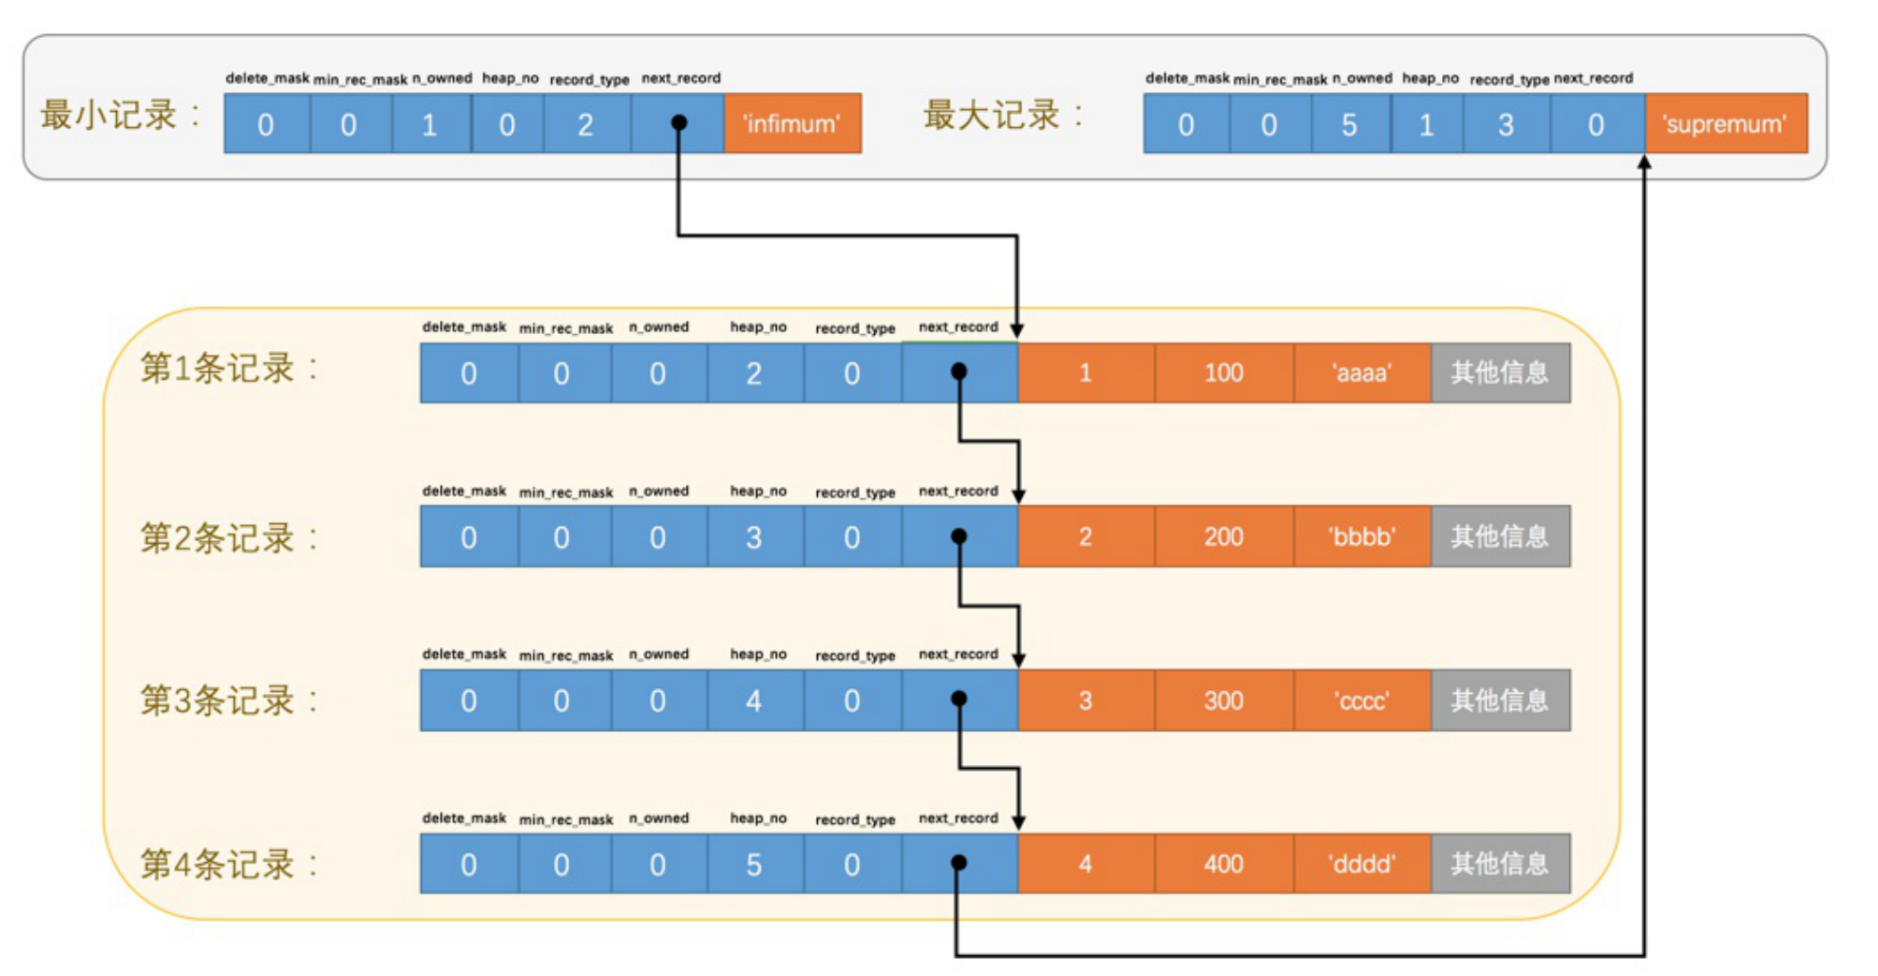 delete_mask min_rec_mask n_owned heap_no record_type next_record
最小记录： 0 0 1 0 2 'infimum'
delete_mask min_rec_mask n_owned heap_no record_type next_record
最大记录： 0 0 5 1 3 0 'supremum'
delete_mask min_rec_mask n_owned heap_no record_type next_record
第1条记录： 0 0 0 2 0 1 100 'aaaa' 其他信息
delete_mask min_rec_mask n_owned heap_no record_type next_record
第2条记录： 0 0 0 3 0 2 200 'bbbb' 其他信息
delete_mask min_rec_mask n_owned heap_no record_type next_record
第3条记录： 0 0 0 4 0 3 300 'cccc' 其他信息
delete_mask min_rec_mask n_owned heap_no record_type next_record
第4条记录： 0 0 0 5 0 4 400 'dddd' 其他信息